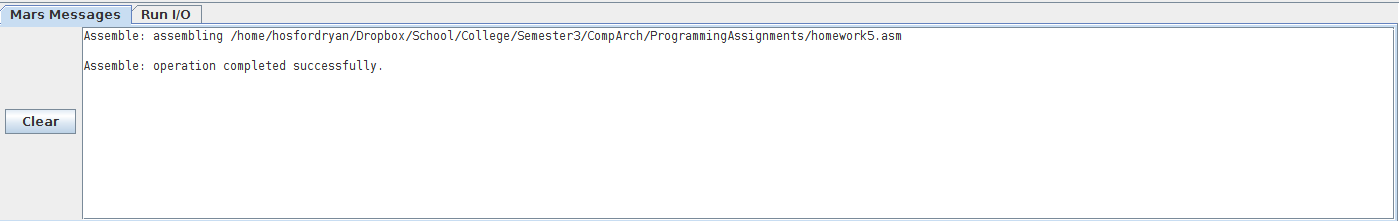 Mars Messages Run I/O
Assemble: assembling /home/hosfordryan/Dropbox/School/College/Semester3/CompArch/ProgrammingAssignments/homework5.asm
Assemble: operation completed successfully.
Clear